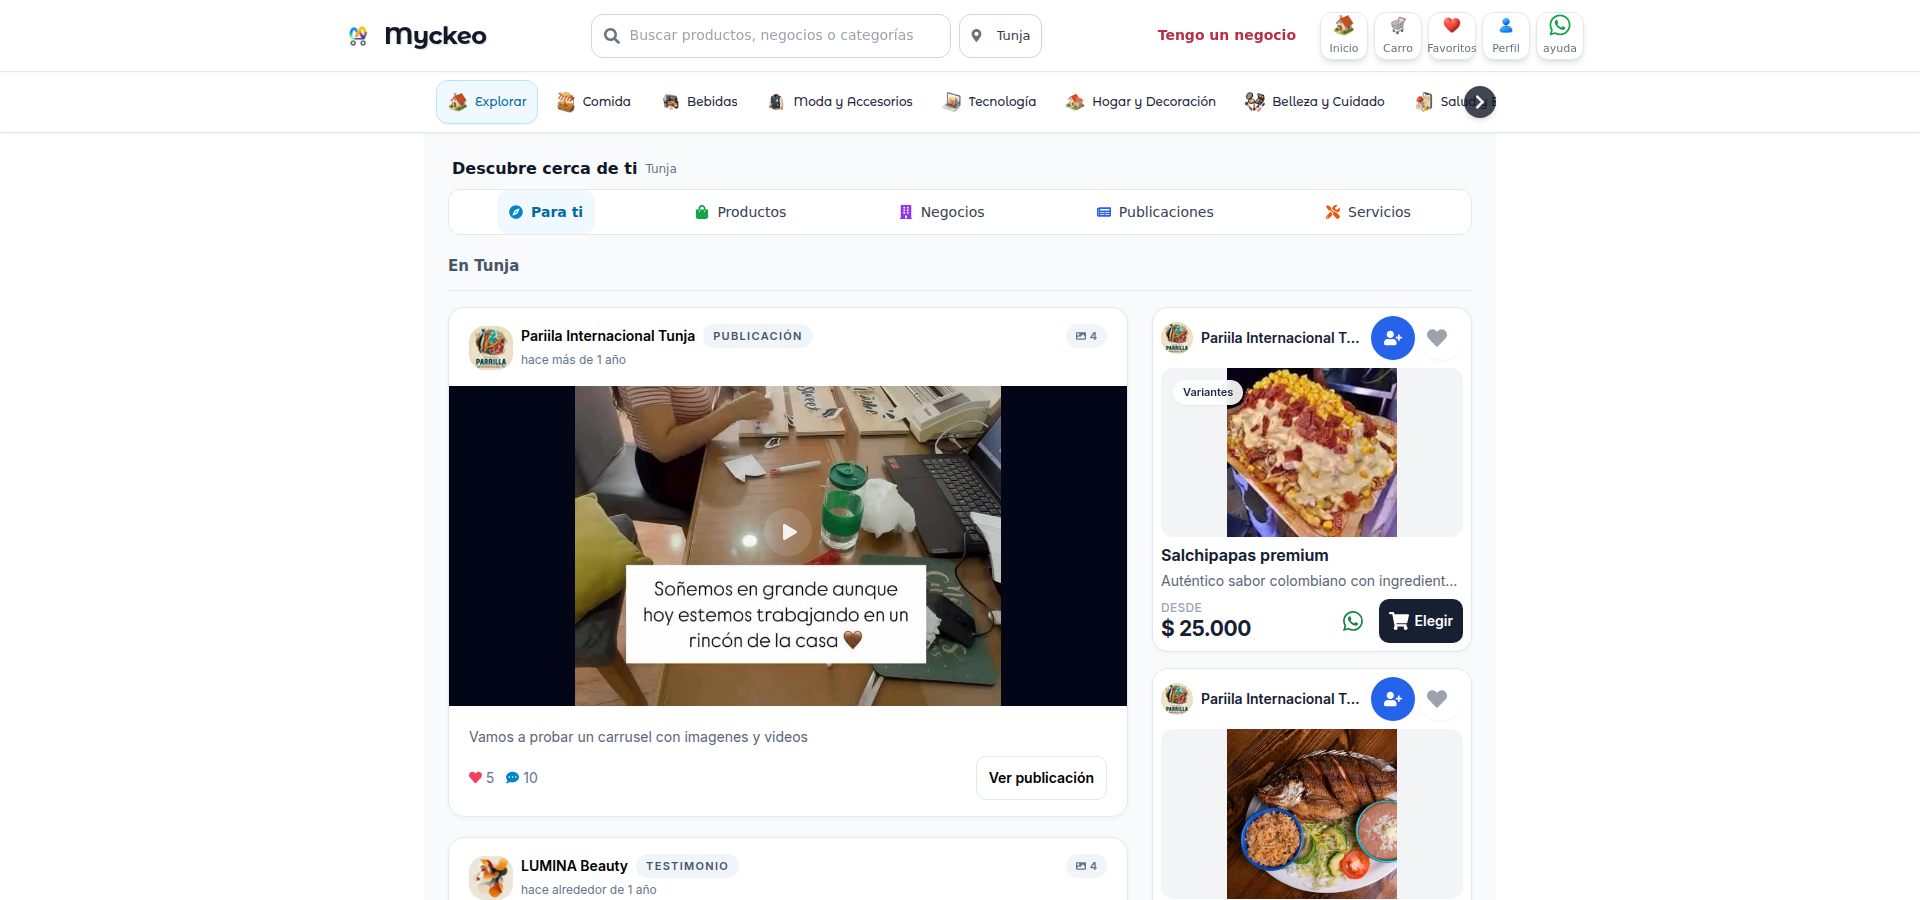 Myckeo
Buscar productos, negocios o categorías
Tunja
Tengo un negocio
Inicio
Carro
Favoritos
Perfil
ayuda
Explorar
Comida
Bebidas
Moda y Accesorios
Tecnología
Hogar y Decoración
Belleza y Cuidado
Descubre cerca de ti Tunja
Para ti
Productos
Negocios
Publicaciones
Servicios
En Tunja
Pariila Internacional Tunja PUBLICACIÓN
4
hace más de 1 año
PARRILLA
Sweet
Home
Soñemos en grande aunque
hoy estemos trabajando en un
rincón de la casa
Vamos a probar un carrusel con imagenes y videos
5 10
Ver publicación
LUMINA Beauty TESTIMONIO
4
hace alrededor de 1 año
PARRILLA
Pariila Internacional T...
Variantes
Salchipapas premium
Auténtico sabor colombiano con ingredient...
DESDE
$ 25.000
Elegir
PARRILLA
Pariila Internacional T...